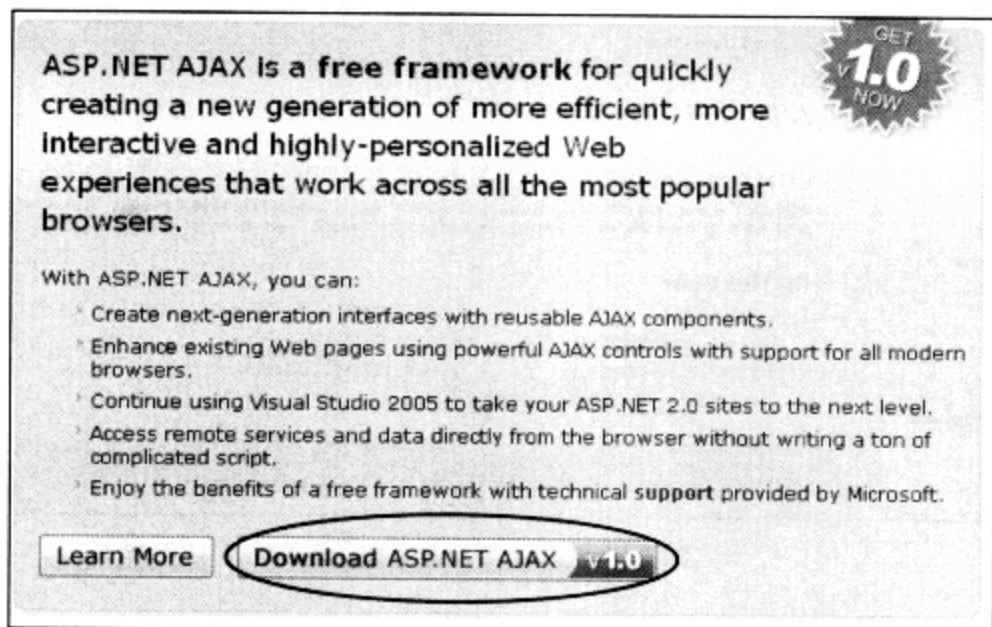 GET
v1.0
NOW
ASP.NET AJAX is a free framework for quickly
creating a new generation of more efficient, more
interactive and highly-personalized Web
experiences that work across all the most popular
browsers.
With ASP.NET AJAX, you can:
Create next-generation interfaces with reusable AJAX components.
Enhance existing Web pages using powerful AJAX controls with support for all modern
browsers.
Continue using Visual Studio 2005 to take your ASP.NET 2.0 sites to the next level.
Access remote services and data directly from the browser without writing a ton of
complicated script.
Enjoy the benefits of a free framework with technical support provided by Microsoft.
Learn More
Download ASP.NET AJAX v1.0